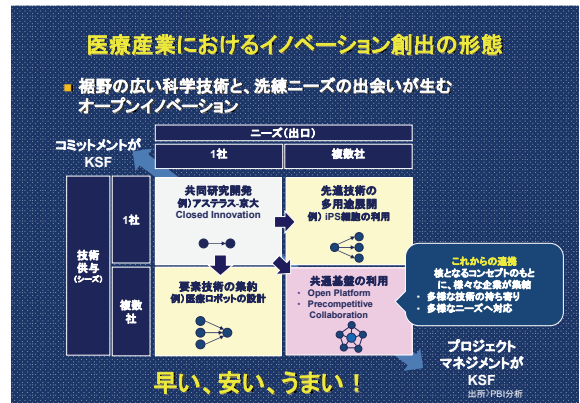 医療産業におけるイノベーション創出の形態
裾野の広い科学技術と、洗練ニーズの出会いが生む
オープンイノベーション
コミットメントが
KSF
ニーズ(出口)
1社
複数社
技術
供与
(シーズ)
1社
複数
社
共同研究開発
例)アステラス-京大
Closed Innovation
先進技術の
多用途展開
例) iPS細胞の利用
要素技術の集約
例)医療ロボットの設計
共通基盤の利用
・ Open Platform
・ Precompetitive
Collaboration
これからの連携
核となるコンセプトのもと
に、様々な企業が集結
・ 多様な技術の持ち寄り
・ 多様なニーズへ対応
プロジェクト
マネジメントが
KSF
早い、安い、うまい！
出所)PBI分析